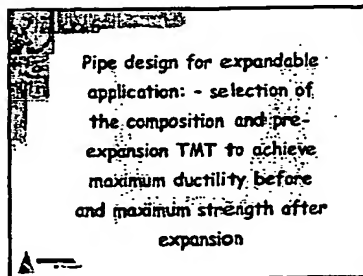 Pipe design for expandable
application: - selection of
the composition and pre-
expansion TMT to achieve
maximum ductility before
and maximum strength after
expansion